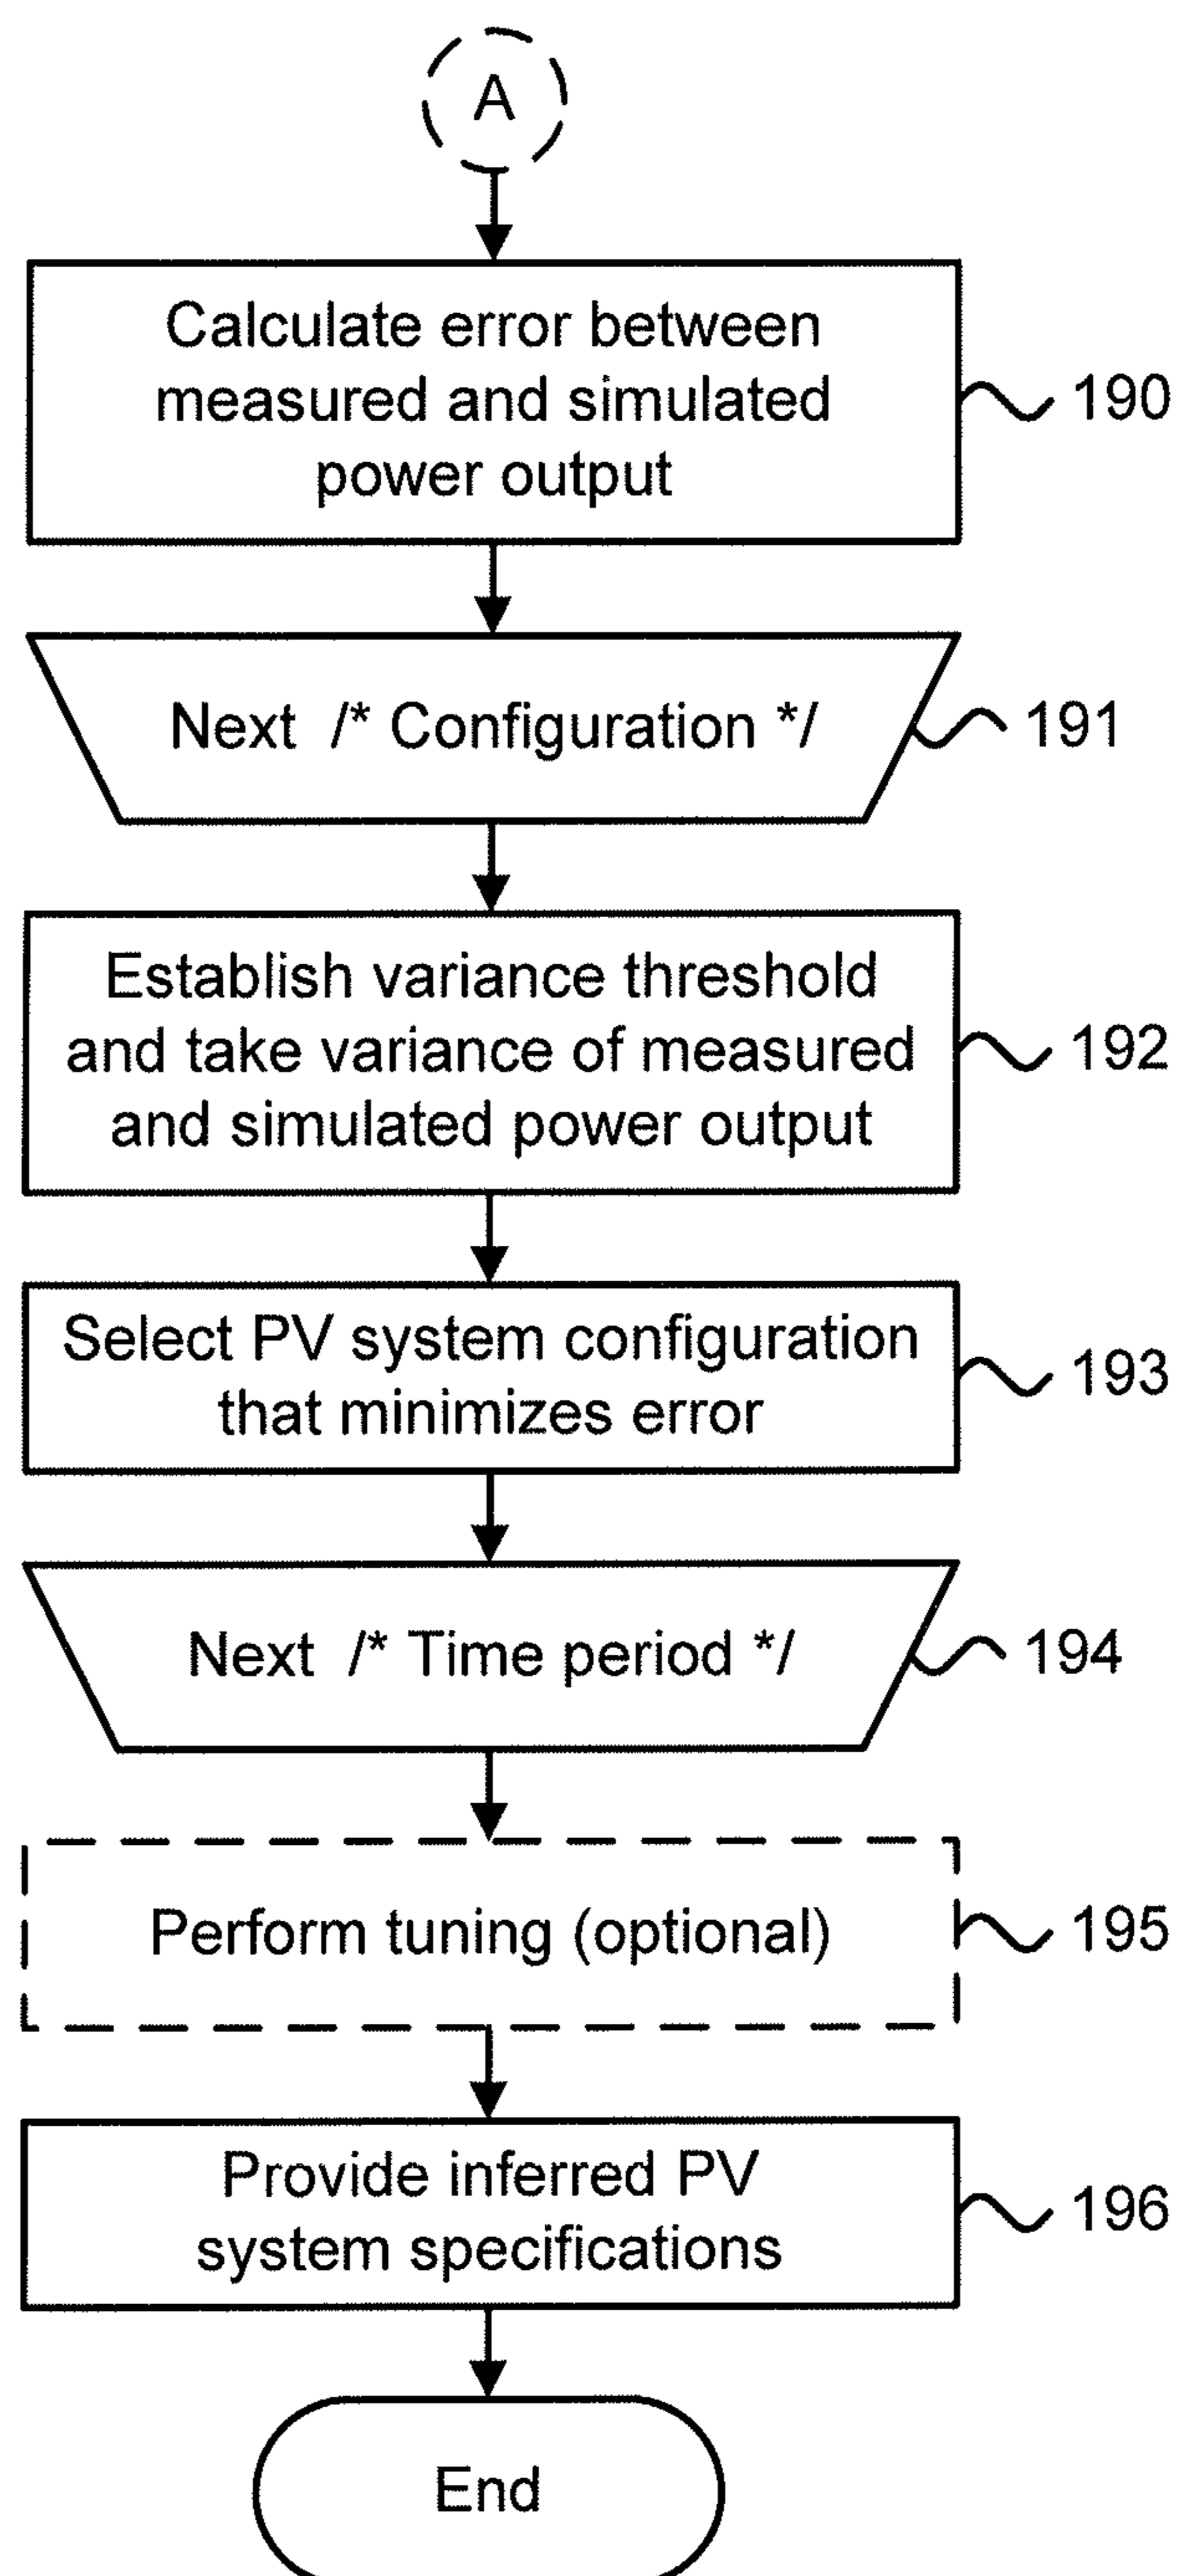 A
Calculate error between
measured and simulated
power output
190
Next /* Configuration */
191
Establish variance threshold
and take variance of measured
and simulated power output
192
Select PV system configuration
that minimizes error
193
Next /* Time period */
194
Perform tuning (optional)
195
Provide inferred PV
system specifications
196
End